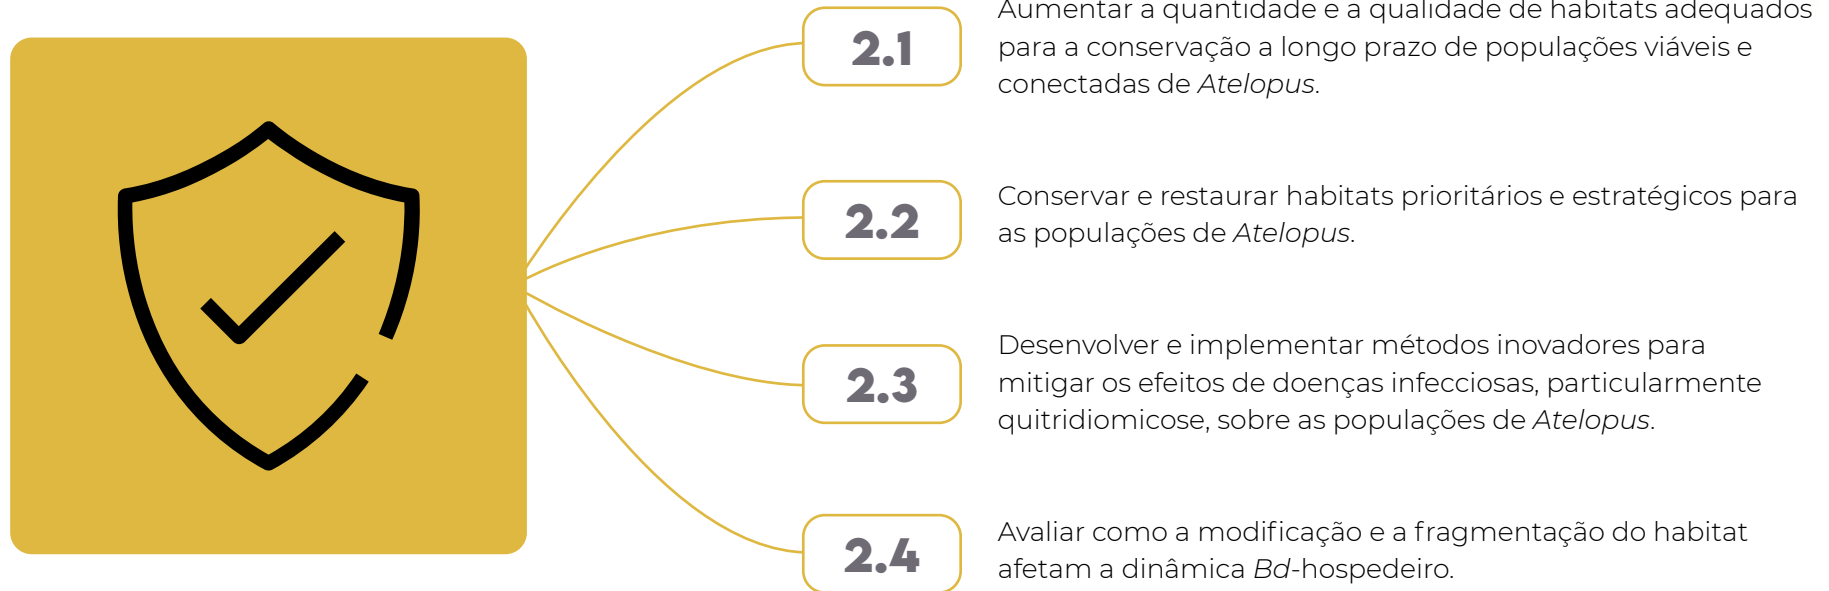 2.1
Aumentar a quantidade e a qualidade de habitats adequados
para a conservação a longo prazo de populações viáveis e
conectadas de Atelopus.
2.2
Conservar e restaurar habitats prioritários e estratégicos para
as populações de Atelopus.
2.3
Desenvolver e implementar métodos inovadores para
mitigar os efeitos de doenças infecciosas, particularmente
quitridiomicose, sobre as populações de Atelopus.
2.4
Avaliar como a modificação e a fragmentação do habitat
afetam a dinâmica Bd-hospedeiro.